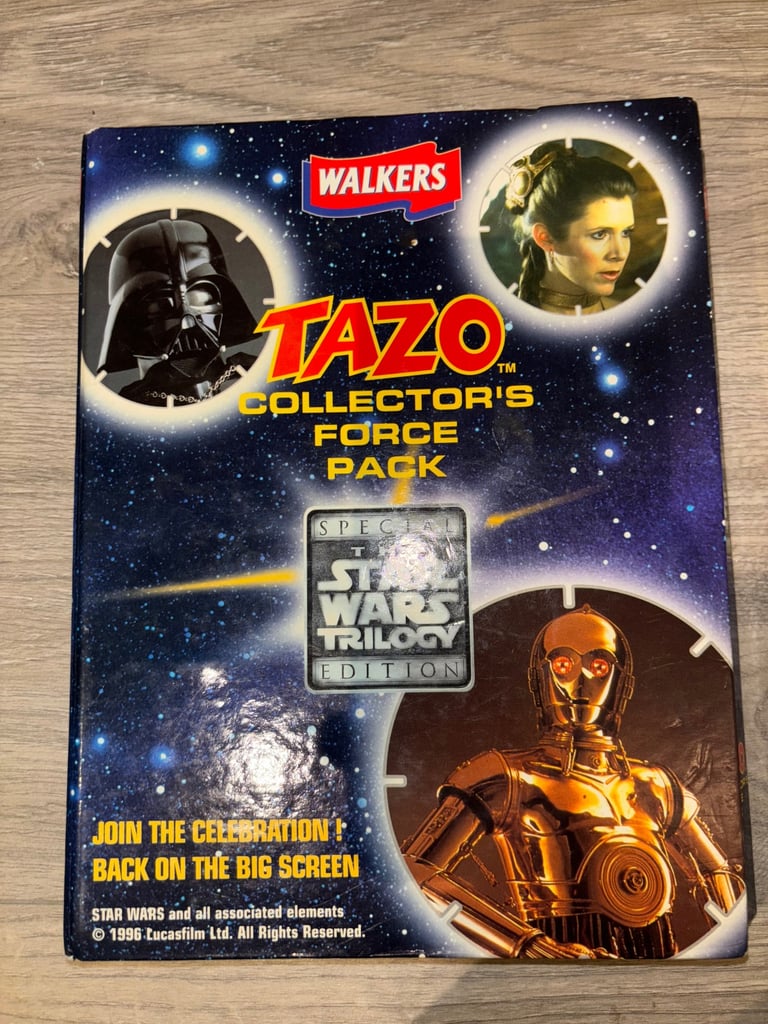 WALKERS
TAZO™
COLLECTOR'S
FORCE
PACK
SPECIAL
THE
STAR
WARS
TRILOGY
EDITION
JOIN THE CELEBRATION !
BACK ON THE BIG SCREEN
STAR WARS and all associated elements
© 1996 Lucasfilm Ltd. All Rights Reserved.